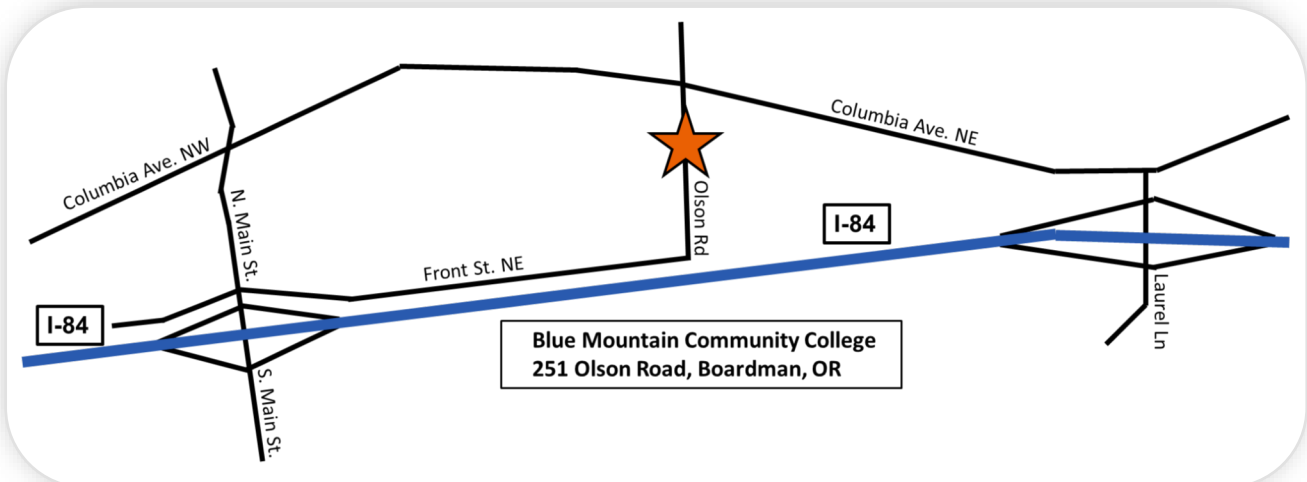 Columbia Ave. NW
N. Main St.
Columbia Ave. NE
Olson Rd
I-84
Front St. NE
I-84
Laurel Ln
S. Main St.
Blue Mountain Community College
251 Olson Road, Boardman, OR